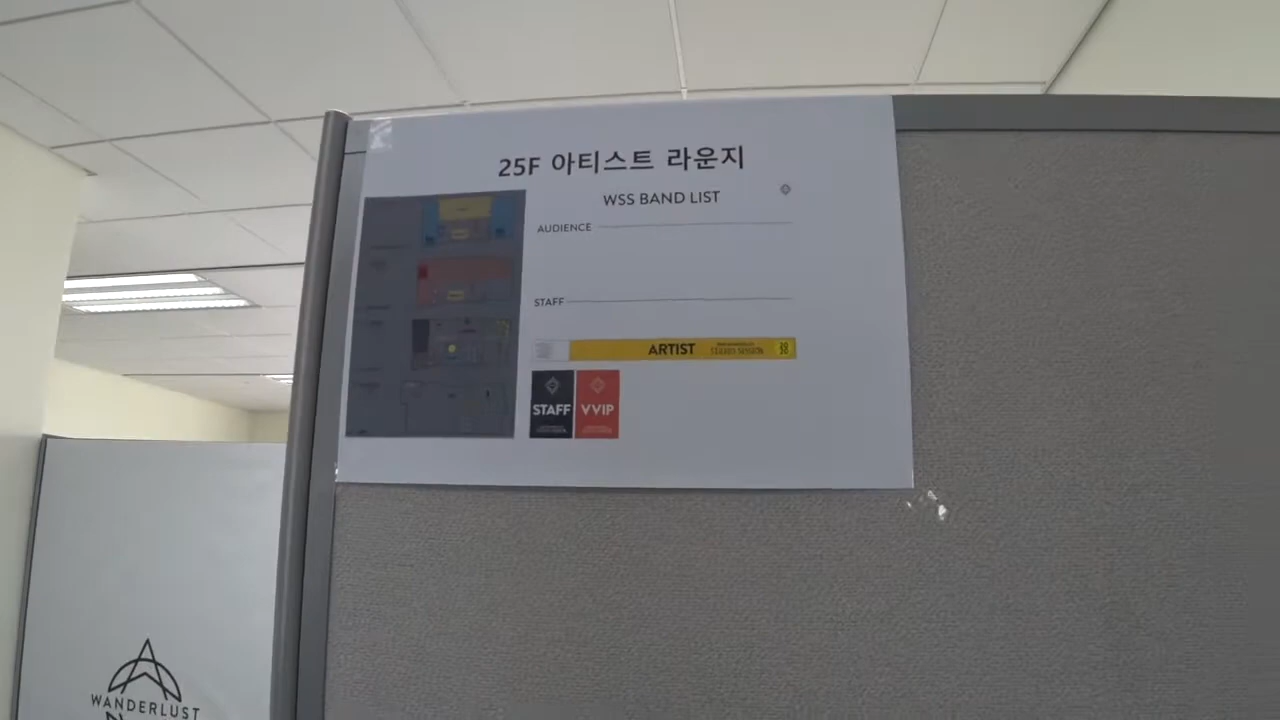 25F 아티스트 라운지
WSS BAND LIST
AUDIENCE
STAFF
ARTIST
STAFF
VVIP
WANDERLUST